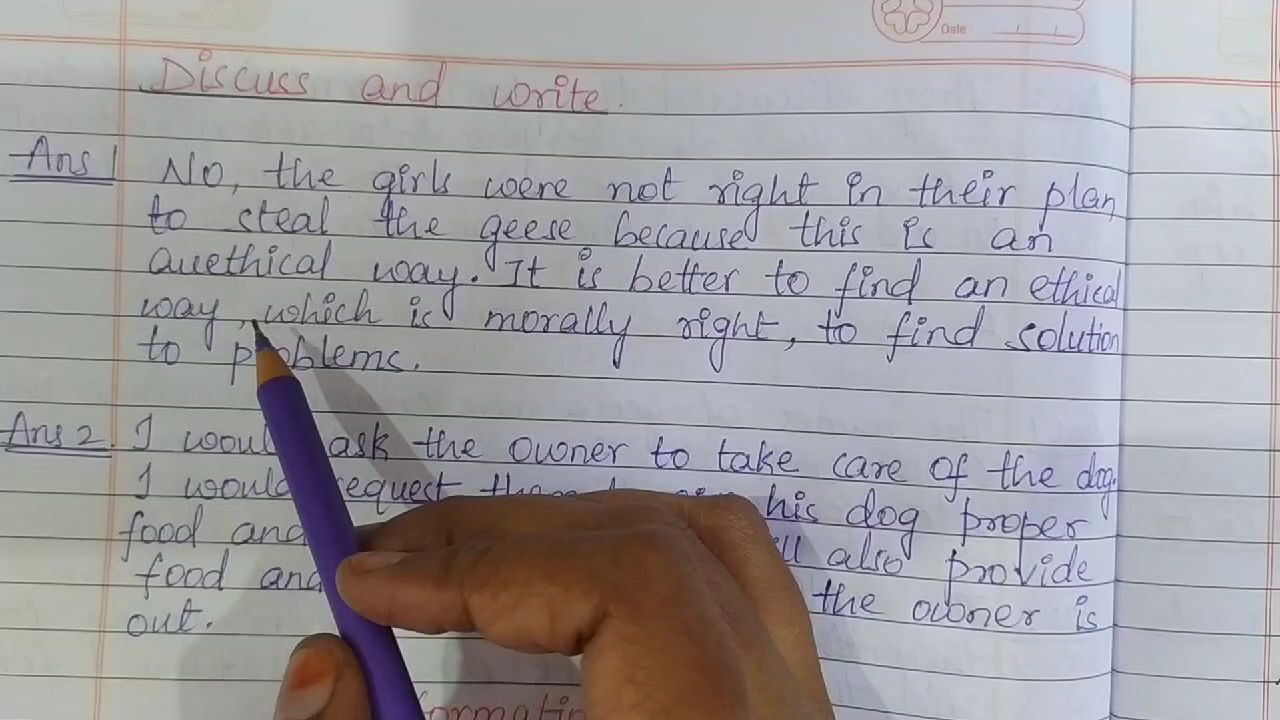 Date
Discuss and write.
Ans 1 No, the girls were not right in their plan
to steal the geese because this is an
auethical way. It is better to find an ethical
way, which is morally right, to find solution
to problems.
Ans 2. I would ask the owner to take care of the dog.
I would request his dog proper
food and also provide
food and the owner is
out.